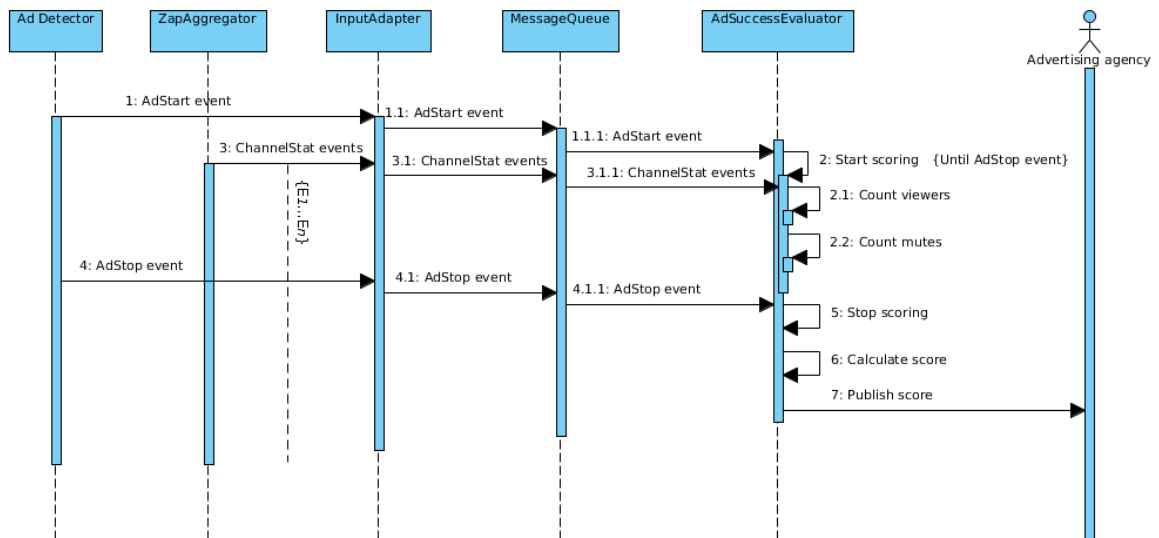 Ad Detector
ZapAggregator
InputAdapter
MessageQueue
AdSuccessEvaluator
Advertising agency
1: AdStart event
1.1: AdStart event
1.1.1: AdStart event
3: ChannelStat events
3.1: ChannelStat events
2: Start scoring {Until AdStop event}
3.1.1: ChannelStat events
{E1...En}
2.1: Count viewers
2.2: Count mutes
4: AdStop event
4.1: AdStop event
4.1.1: AdStop event
5: Stop scoring
6: Calculate score
7: Publish score